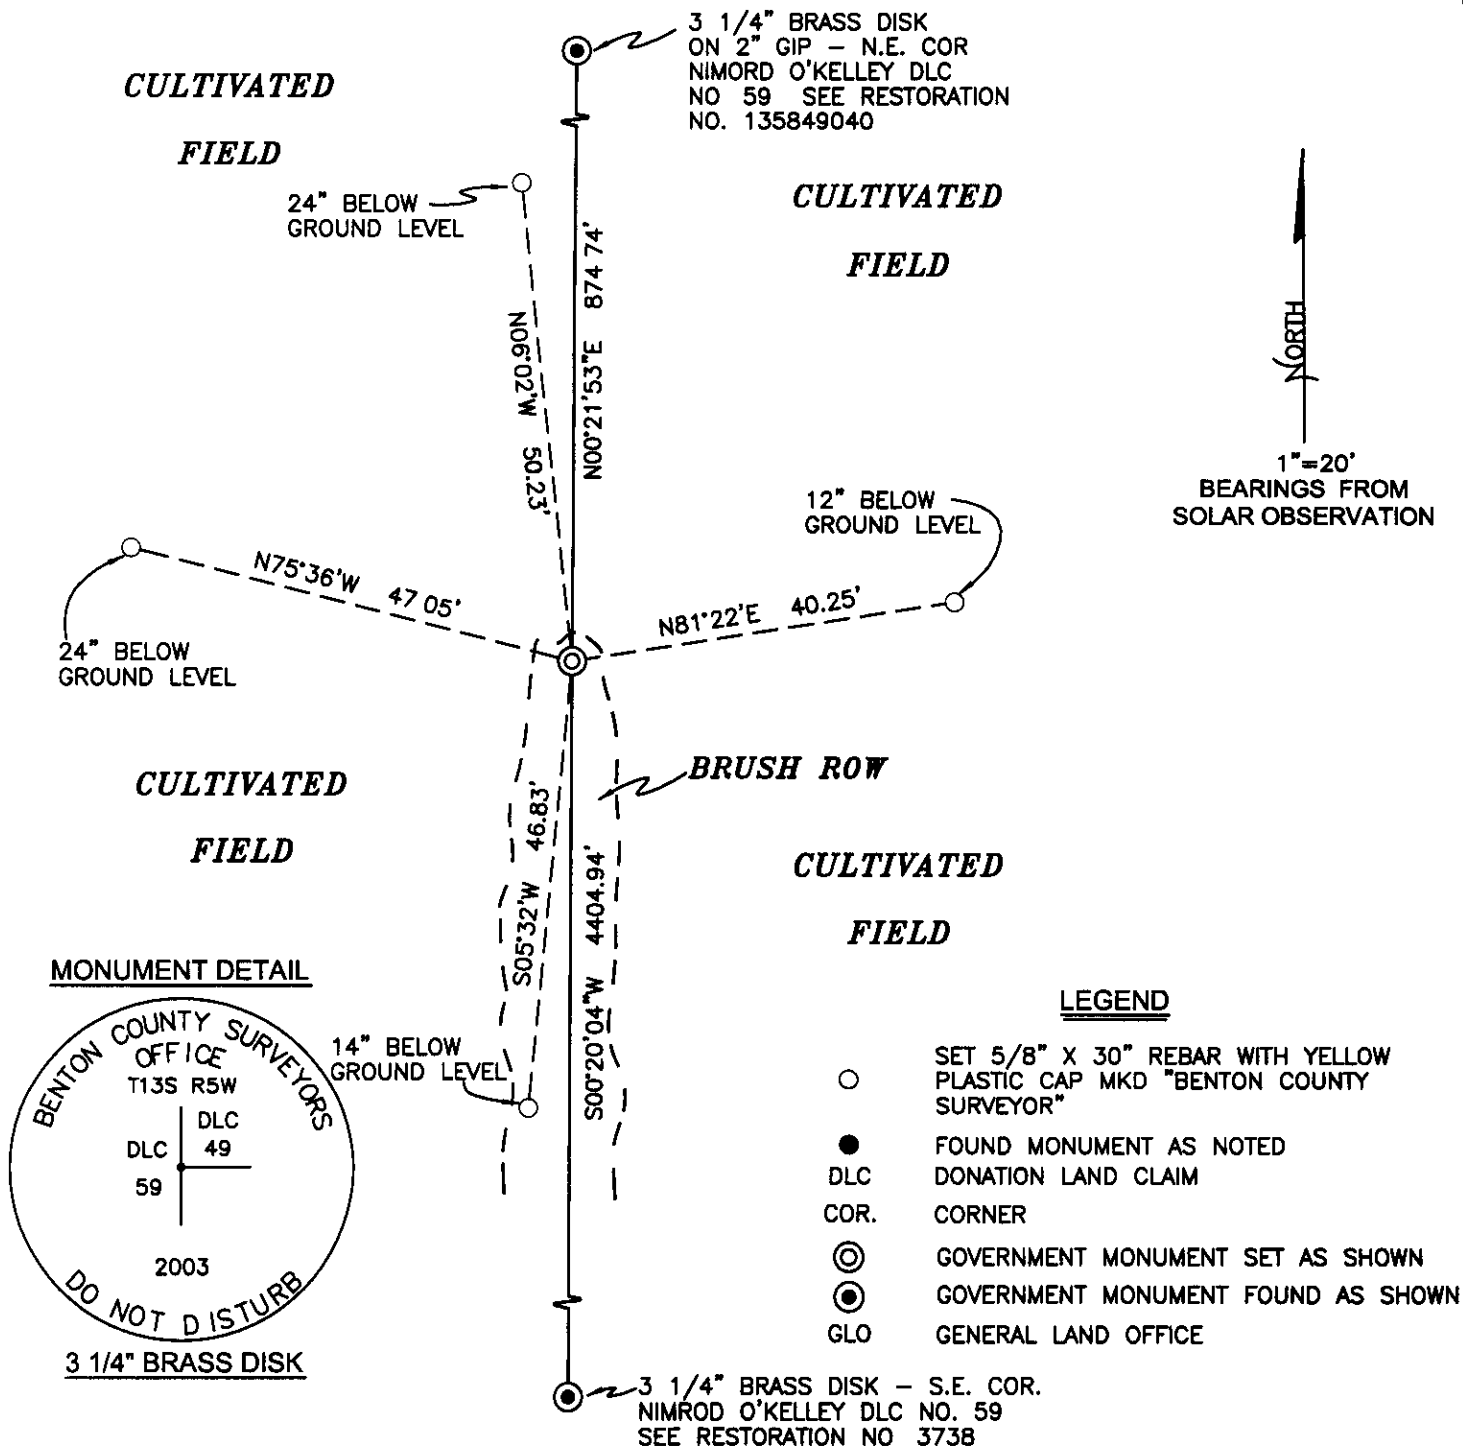 3 1/4" BRASS DISK
ON 2" GIP – N.E. COR
NIMORD O'KELLEY DLC
NO 59 SEE RESTORATION
NO. 135849040
CULTIVATED
FIELD
24" BELOW
GROUND LEVEL
CULTIVATED
FIELD
N00°21'53"E 874 74'
N06°02'W 50.23'
NORTH
1"=20'
BEARINGS FROM
SOLAR OBSERVATION
12" BELOW
GROUND LEVEL
N75°36'W 47 05'
N81°22'E 40.25'
24" BELOW
GROUND LEVEL
BRUSH ROW
CULTIVATED
FIELD
S05°32'W 46.83'
S00°20'04"W 4404.94'
CULTIVATED
FIELD
MONUMENT DETAIL
BENTON COUNTY SURVEYORS
OFFICE
T13S R5W
DLC
49
DLC
59
2003
DO NOT DISTURB
3 1/4" BRASS DISK
14" BELOW
GROUND LEVEL
LEGEND
SET 5/8" X 30" REBAR WITH YELLOW
PLASTIC CAP MKD "BENTON COUNTY
SURVEYOR"
FOUND MONUMENT AS NOTED
DLC DONATION LAND CLAIM
COR. CORNER
GOVERNMENT MONUMENT SET AS SHOWN
GOVERNMENT MONUMENT FOUND AS SHOWN
GLO GENERAL LAND OFFICE
3 1/4" BRASS DISK – S.E. COR.
NIMROD O'KELLEY DLC NO. 59
SEE RESTORATION NO 3738